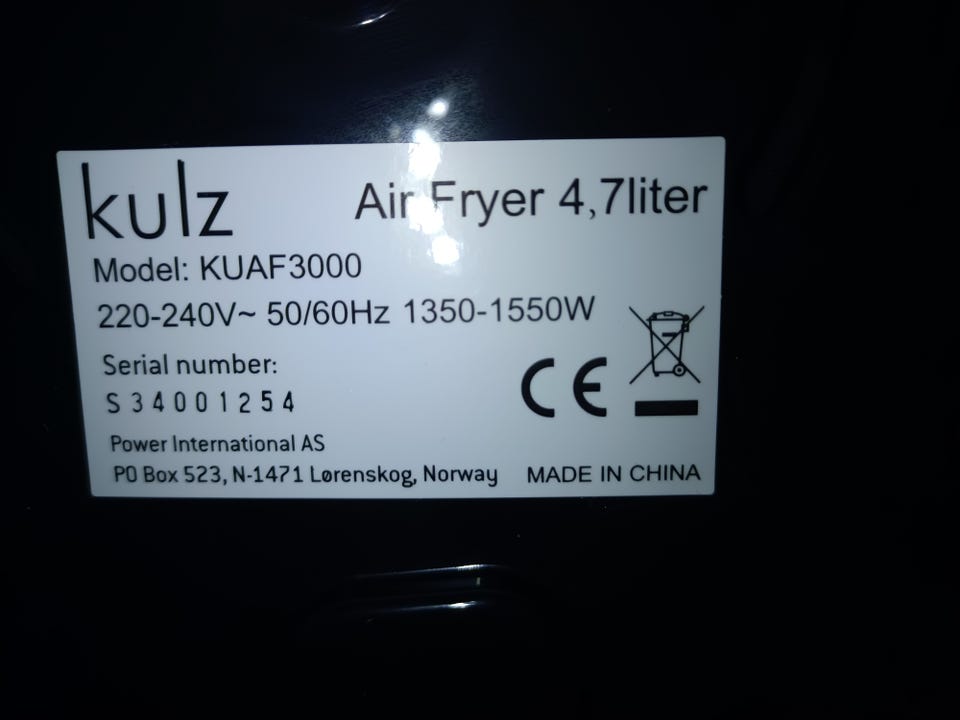 kulz
Air Fryer 4,7liter
Model: KUAF3000
220-240V~ 50/60Hz 1350-1550W
Serial number:
S34001254
CE
Power International AS
PO Box 523, N-1471 Lørenskog, Norway
MADE IN CHINA